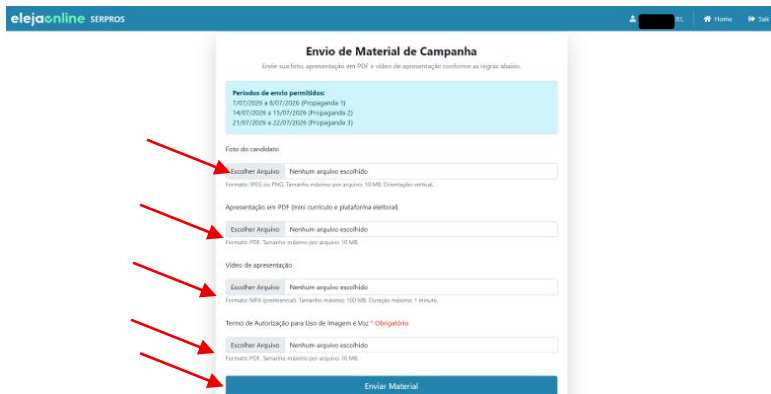 elejaonline SERPROS
Home Sair
Envio de Material de Campanha
Envie sua foto, apresentação em PDF e vídeo de apresentação conforme as regras abaixo.
Períodos de envio permitidos:
7/07/2026 a 8/07/2026 (Propaganda 1)
14/07/2026 a 15/07/2026 (Propaganda 2)
21/07/2026 a 22/07/2026 (Propaganda 3)
Foto do candidato
Escolher Arquivo Nenhum arquivo escolhido
Formato: JPEG ou PNG. Tamanho máximo por arquivo: 10 MB. Orientação: vertical.
Apresentação em PDF (mini currículo e plataforma eleitoral)
Escolher Arquivo Nenhum arquivo escolhido
Formato: PDF. Tamanho máximo por arquivo: 10 MB.
Vídeo de apresentação
Escolher Arquivo Nenhum arquivo escolhido
Formato: MP4 (preferencial). Tamanho máximo: 100 MB. Duração máxima: 1 minuto.
Termo de Autorização para Uso de Imagem e Voz * Obrigatório
Escolher Arquivo Nenhum arquivo escolhido
Formato: PDF. Tamanho máximo por arquivo: 10 MB.
Enviar Material